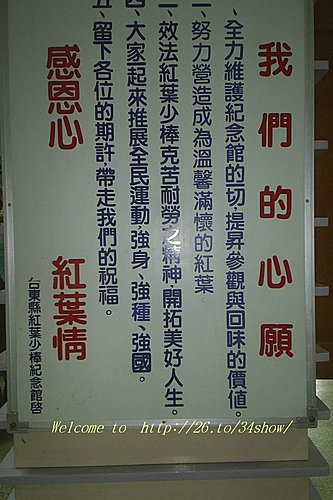 我們的心願
、全力維護紀念館的一切,提昇參觀與回味的價值。
二、努力營造成為溫馨滿懷的紅葉
三、效法紅葉少棒克苦耐勞之精神開拓美好人生。
四、大家起來推展全民運動,強身、強種、強國。
五、留下各位的期許,帶走我們的祝福。
感恩心 紅葉情
台東縣紅葉少棒紀念館啓
Welcome to http://26.to/34show/